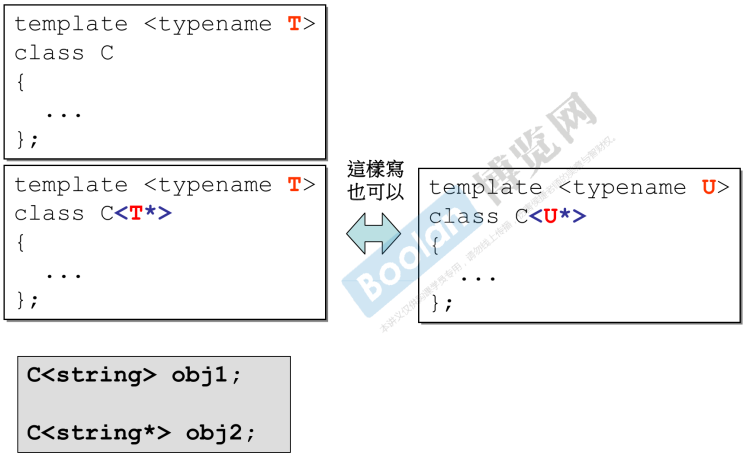 template <typename T>
class C
{
...
};
template <typename T>
class C<T*>
{
...
};
這樣寫
也可以
template <typename U>
class C<U*>
{
...
};
C<string> obj1;
C<string*> obj2;
Boolan 博览网